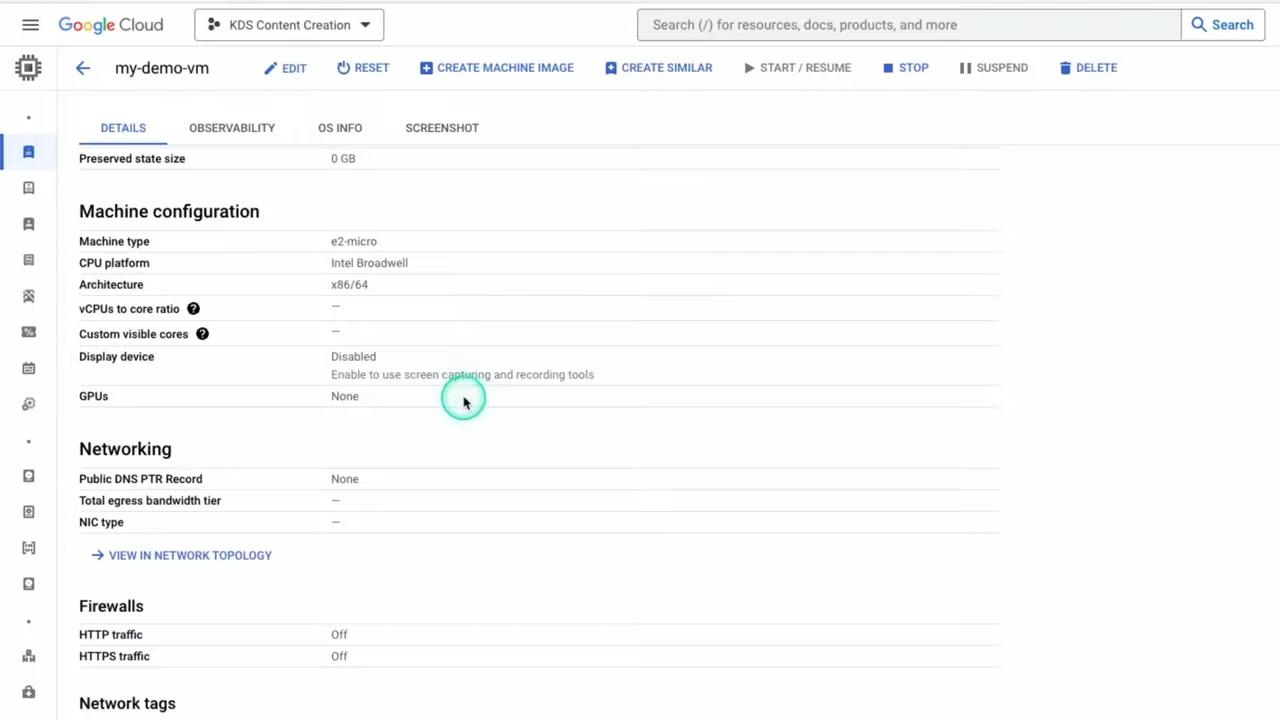 Google Cloud KDS Content Creation Search (/) for resources, docs, products, and more Search
my-demo-vm EDIT RESET CREATE MACHINE IMAGE CREATE SIMILAR START / RESUME STOP SUSPEND DELETE
DETAILS OBSERVABILITY OS INFO SCREENSHOT
Preserved state size 0 GB
Machine configuration
Machine type e2-micro
CPU platform Intel Broadwell
Architecture x86/64
vCPUs to core ratio ? —
Custom visible cores ? —
Display device Disabled
Enable to use screen capturing and recording tools
GPUs None
Networking
Public DNS PTR Record None
Total egress bandwidth tier —
NIC type —
VIEW IN NETWORK TOPOLOGY
Firewalls
HTTP traffic Off
HTTPS traffic Off
Network tags